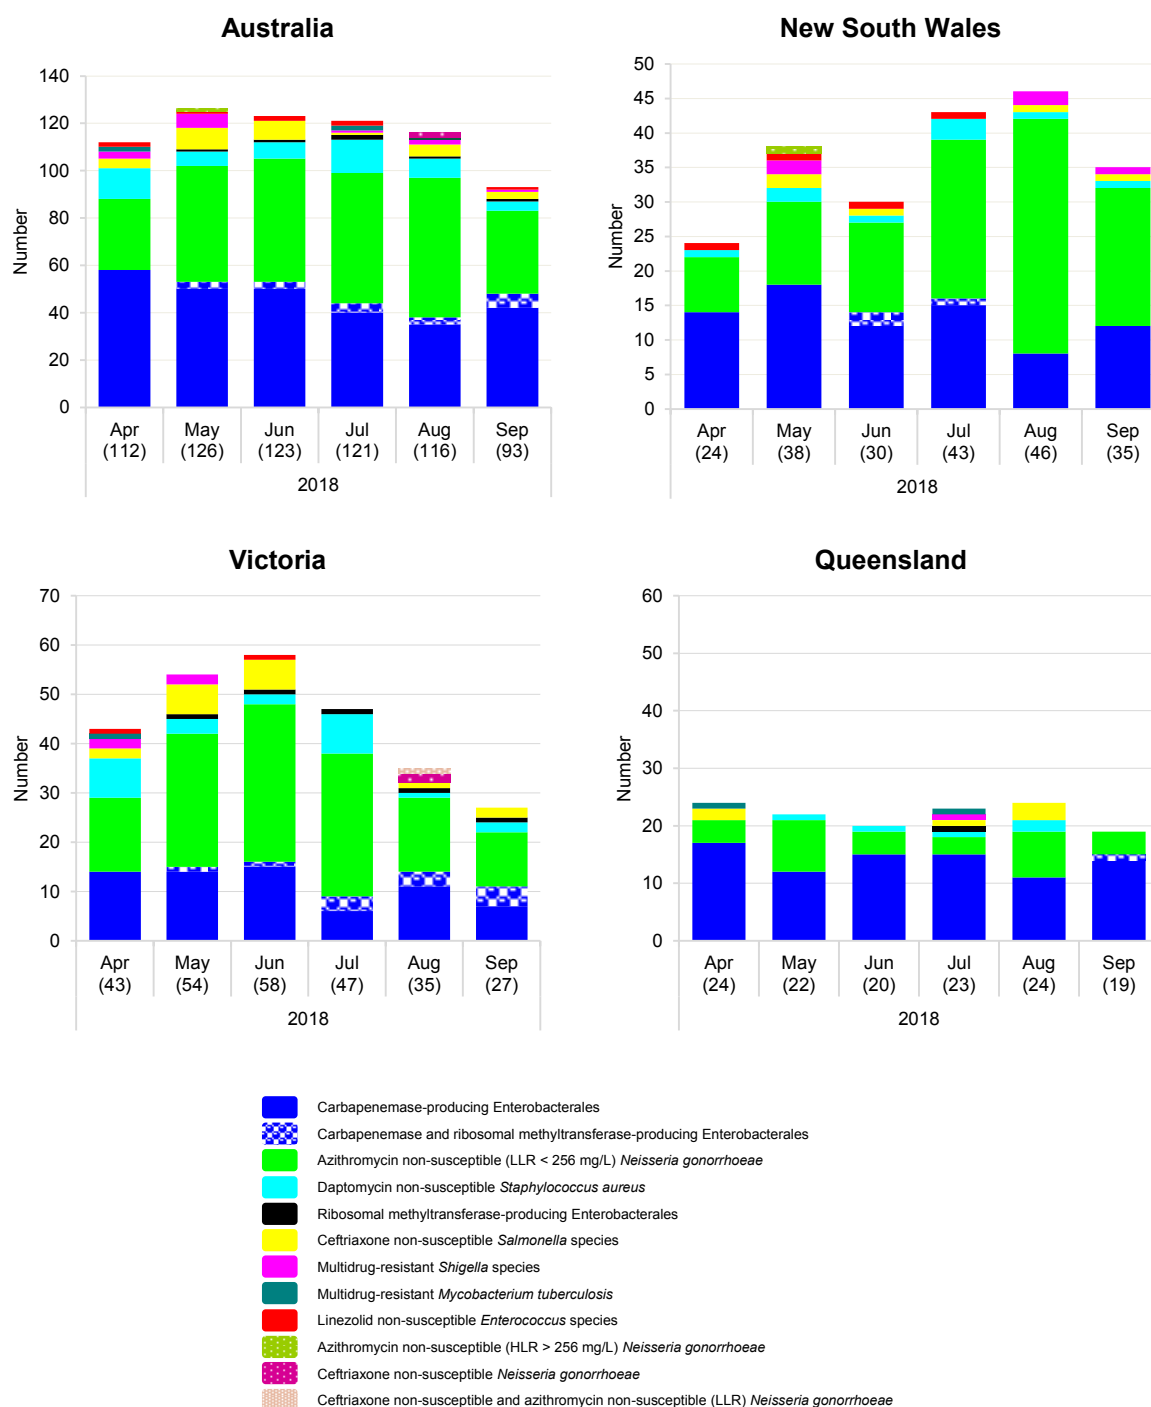 Australia
Number
140
120
100
80
60
40
20
0
Apr May Jun Jul Aug Sep
(112) (126) (123) (121) (116) (93)
2018
New South Wales
Number
50
45
40
35
30
25
20
15
10
5
0
Apr May Jun Jul Aug Sep
(24) (38) (30) (43) (46) (35)
2018
Victoria
Number
70
60
50
40
30
20
10
0
Apr May Jun Jul Aug Sep
(43) (54) (58) (47) (35) (27)
2018
Queensland
Number
60
50
40
30
20
10
0
Apr May Jun Jul Aug Sep
(24) (22) (20) (23) (24) (19)
2018
Carbapenemase-producing Enterobacterales
Carbapenemase and ribosomal methyltransferase-producing Enterobacterales
Azithromycin non-susceptible (LLR < 256 mg/L) Neisseria gonorrhoeae
Daptomycin non-susceptible Staphylococcus aureus
Ribosomal methyltransferase-producing Enterobacterales
Ceftriaxone non-susceptible Salmonella species
Multidrug-resistant Shigella species
Multidrug-resistant Mycobacterium tuberculosis
Linezolid non-susceptible Enterococcus species
Azithromycin non-susceptible (HLR > 256 mg/L) Neisseria gonorrhoeae
Ceftriaxone non-susceptible Neisseria gonorrhoeae
Ceftriaxone non-susceptible and azithromycin non-susceptible (LLR) Neisseria gonorrhoeae